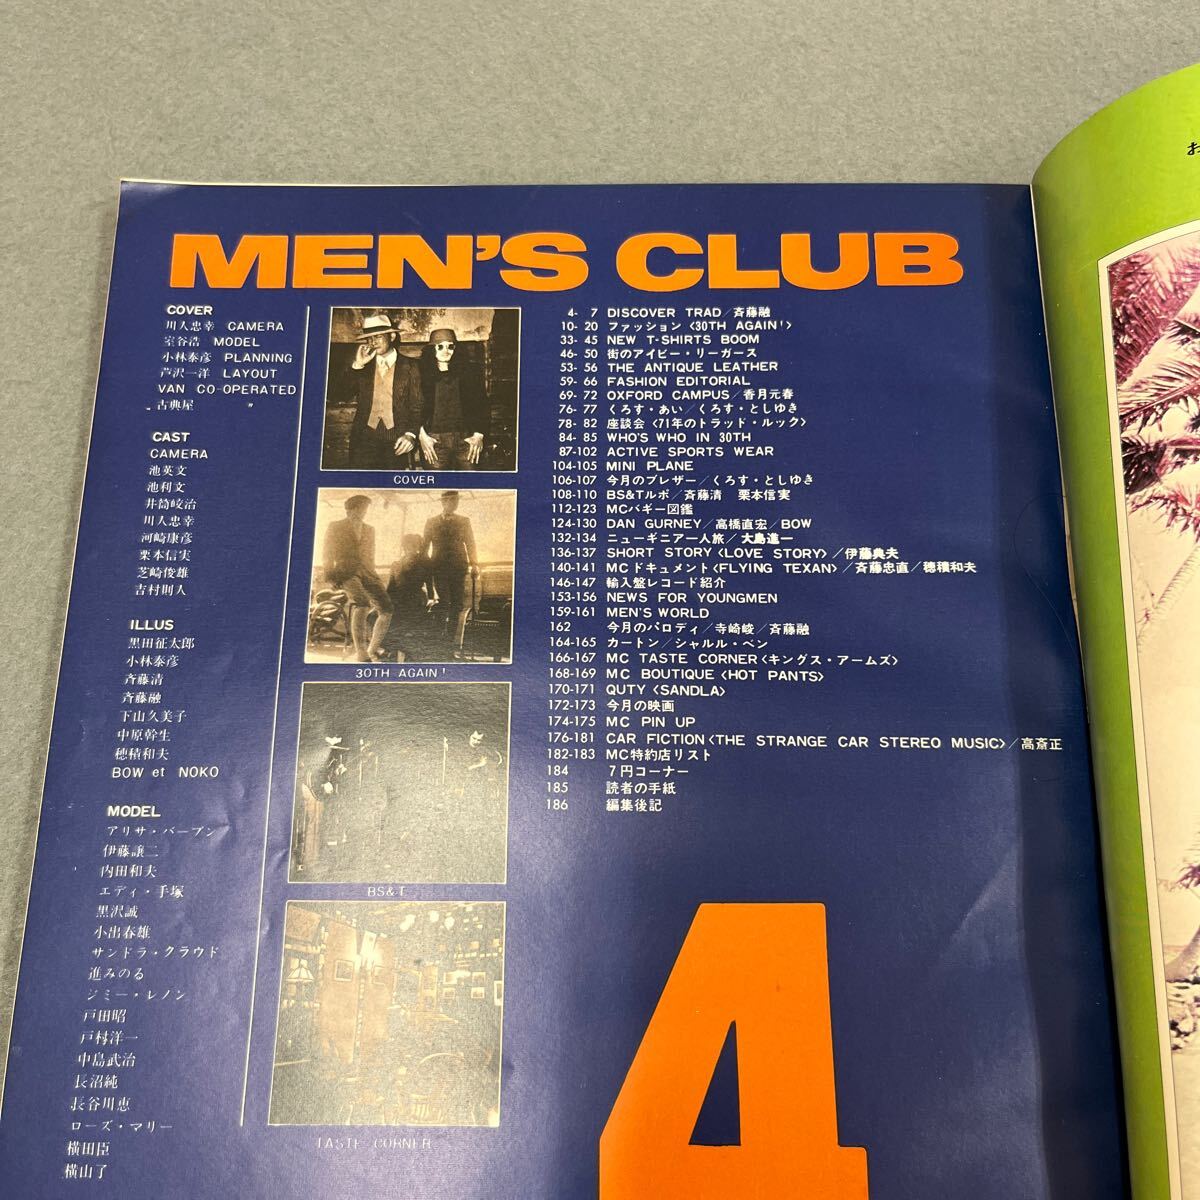 MEN'S CLUB
COVER
川人忠幸 CAMERA
室谷浩 MODEL
小林泰彦 PLANNING
芦沢一洋 LAYOUT
VAN CO-OPERATED
„古典屋 ”
CAST
CAMERA
池英文
池利文
井筒峻治
川人忠幸
河崎康彦
栗本信実
芝崎俊雄
吉村則人
ILLUS
黒田征太郎
小林泰彦
斉藤清
斉藤融
下山久美子
中原幹生
穂積和夫
BOW et NOKO
MODEL
アリサ・バーブン
伊藤譲二
内田和夫
エディ・手塚
黒沢誠
小出春雄
サンドラ・クラウド
進みのる
ジミー・レノン
戸田昭
戸村洋一
中島武治
長沼純
長谷川恵
ローズ・マリー
横田臣
横山了
COVER
30TH AGAIN!
BS&T
TASTE CORNER
4- 7 DISCOVER TRAD/斉藤融
10- 20 ファッション〈30TH AGAIN!〉
33- 45 NEW T-SHIRTS BOOM
46- 50 街のアイビー・リーガース
53- 56 THE ANTIQUE LEATHER
59- 66 FASHION EDITORIAL
69- 72 OXFORD CAMPUS/香月元春
76- 77 くろす・あい/くろす・としゆき
78- 82 座談会〈71年のトラッド・ルック〉
84- 85 WHO'S WHO IN 30TH
87-102 ACTIVE SPORTS WEAR
104-105 MINI PLANE
106-107 今月のブレザー/くろす・としゆき
108-110 BS&Tルポ/斉藤清 栗本信実
112-123 MCバギー図鑑
124-130 DAN GURNEY/高橋直宏/BOW
132-134 ニューギニア一人旅/大島進一
136-137 SHORT STORY〈LOVE STORY〉/伊藤典夫
140-141 MCドキュメント〈FLYING TEXAN〉/斉藤忠直/穂積和夫
146-147 輸入盤レコード紹介
153-156 NEWS FOR YOUNGMEN
159-161 MEN'S WORLD
162 今月のパロディ/寺崎峻/斉藤融
164-165 カートン/シャルル・ベン
166-167 MC TASTE CORNER〈キングス・アームズ〉
168-169 MC BOUTIQUE〈HOT PANTS〉
170-171 QUTY〈SANDLA〉
172-173 今月の映画
174-175 MC PIN UP
176-181 CAR FICTION〈THE STRANGE CAR STEREO MUSIC〉/高斎正
182-183 MC特約店リスト
184 7円コーナー
185 読者の手紙
186 編集後記
4
お